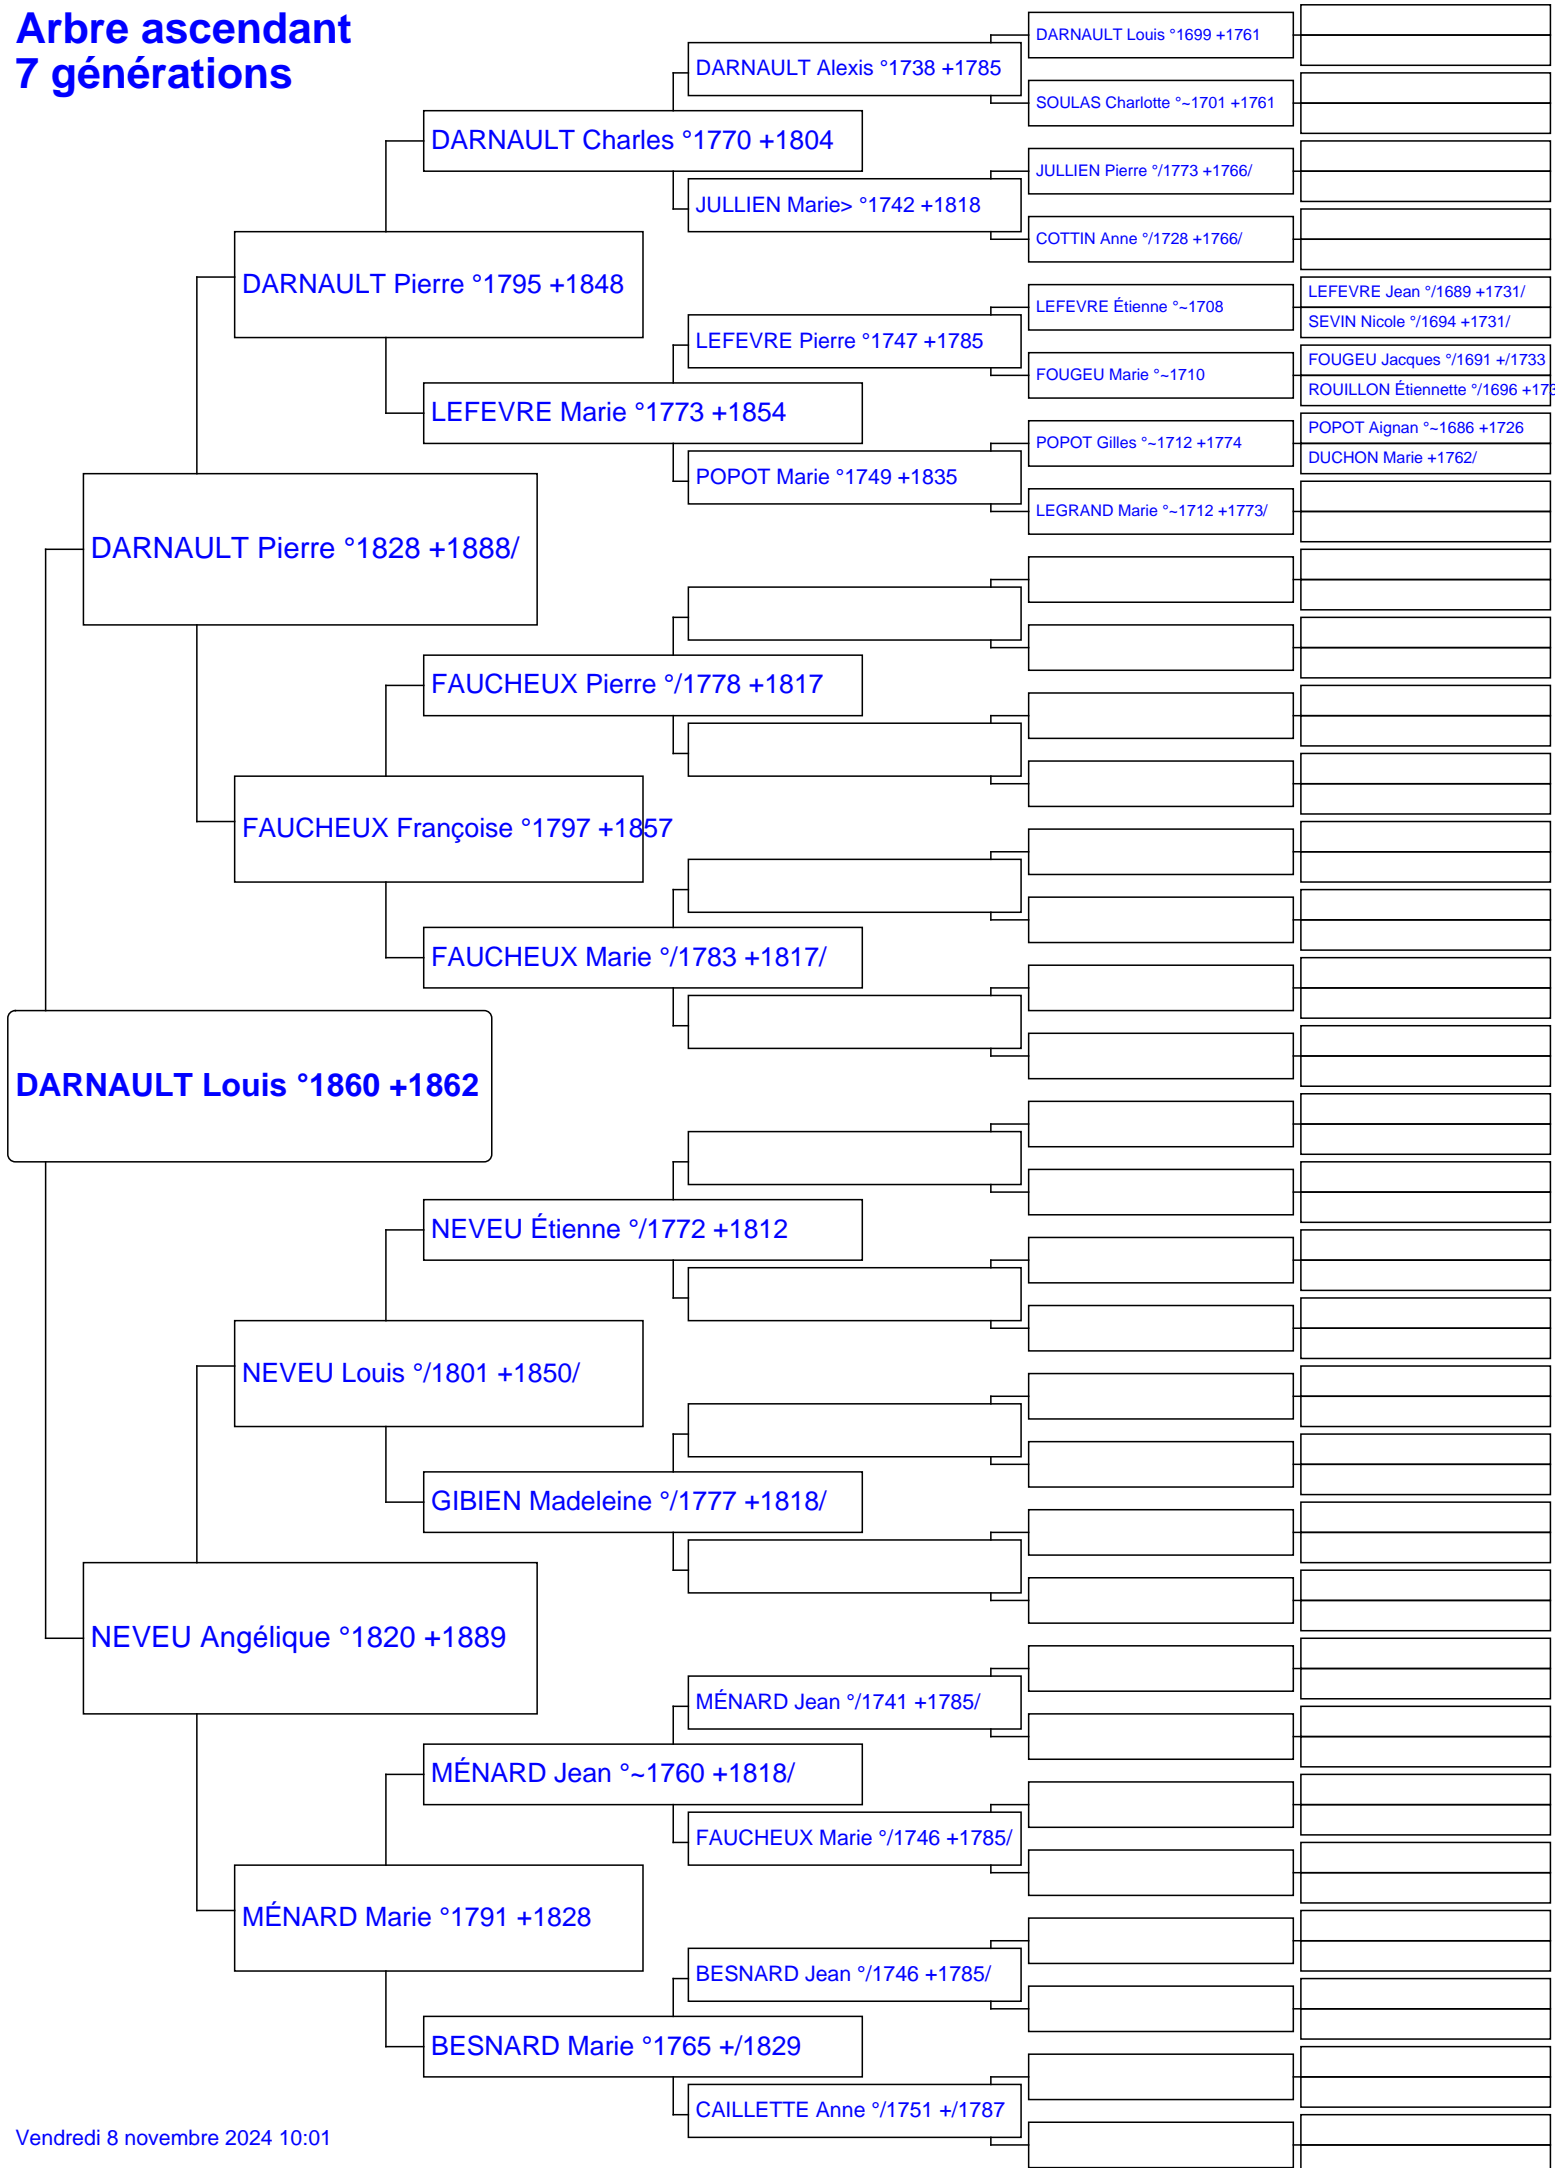 Arbre ascendant
7 générations
DARNAULT Louis °1699 +1761
DARNAULT Alexis °1738 +1785
SOULAS Charlotte °~1701 +1761
DARNAULT Charles °1770 +1804
JULLIEN Pierre °/1773 +1766/
JULLIEN Marie> °1742 +1818
COTTIN Anne °/1728 +1766/
DARNAULT Pierre °1795 +1848
LEFEVRE Jean °/1689 +1731/
LEFEVRE Étienne °~1708
SEVIN Nicole °/1694 +1731/
LEFEVRE Pierre °1747 +1785
FOUGEU Jacques °/1691 +/1733
FOUGEU Marie °~1710
ROUILLON Étiennette °/1696 +173
LEFEVRE Marie °1773 +1854
POPOT Aignan °~1686 +1726
POPOT Gilles °~1712 +1774
DUCHON Marie +1762/
POPOT Marie °1749 +1835
LEGRAND Marie °~1712 +1773/
DARNAULT Pierre °1828 +1888/
FAUCHEUX Pierre °/1778 +1817
FAUCHEUX Françoise °1797 +1857
FAUCHEUX Marie °/1783 +1817/
DARNAULT Louis °1860 +1862
NEVEU Étienne °/1772 +1812
NEVEU Louis °/1801 +1850/
GIBIEN Madeleine °/1777 +1818/
NEVEU Angélique °1820 +1889
MÉNARD Jean °/1741 +1785/
MÉNARD Jean °~1760 +1818/
FAUCHEUX Marie °/1746 +1785/
MÉNARD Marie °1791 +1828
BESNARD Jean °/1746 +1785/
BESNARD Marie °1765 +/1829
CAILLETTE Anne °/1751 +/1787
Vendredi 8 novembre 2024 10:01